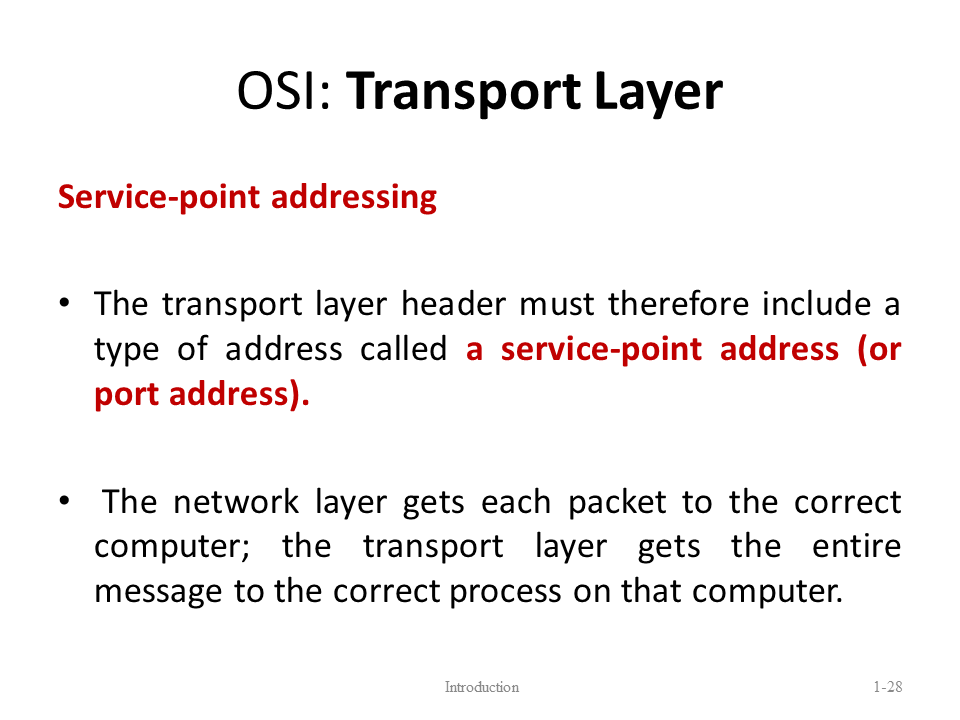 OSI: Transport Layer
Service-point addressing
• The transport layer header must therefore include a
type of address called a service-point address (or
port address).
• The network layer gets each packet to the correct
computer; the transport layer gets the entire
message to the correct process on that computer.
Introduction
1-28